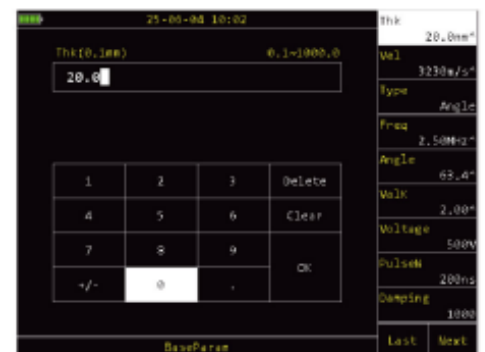 25-06-04 10:02
Thk(0.1mm) 0.1~1000.0
20.0
1 2 3 Delete
4 5 6 Clear
7 8 9
+/- 0 . OK
BaseParam
Thk
20.0mm^
Vel
3230m/s^
Type
Angle
Freq
2.50MHz^
Angle
63.4^
ValK
2.00^
Voltage
500V
PulseW
200ns
Damping
1000
Last Next